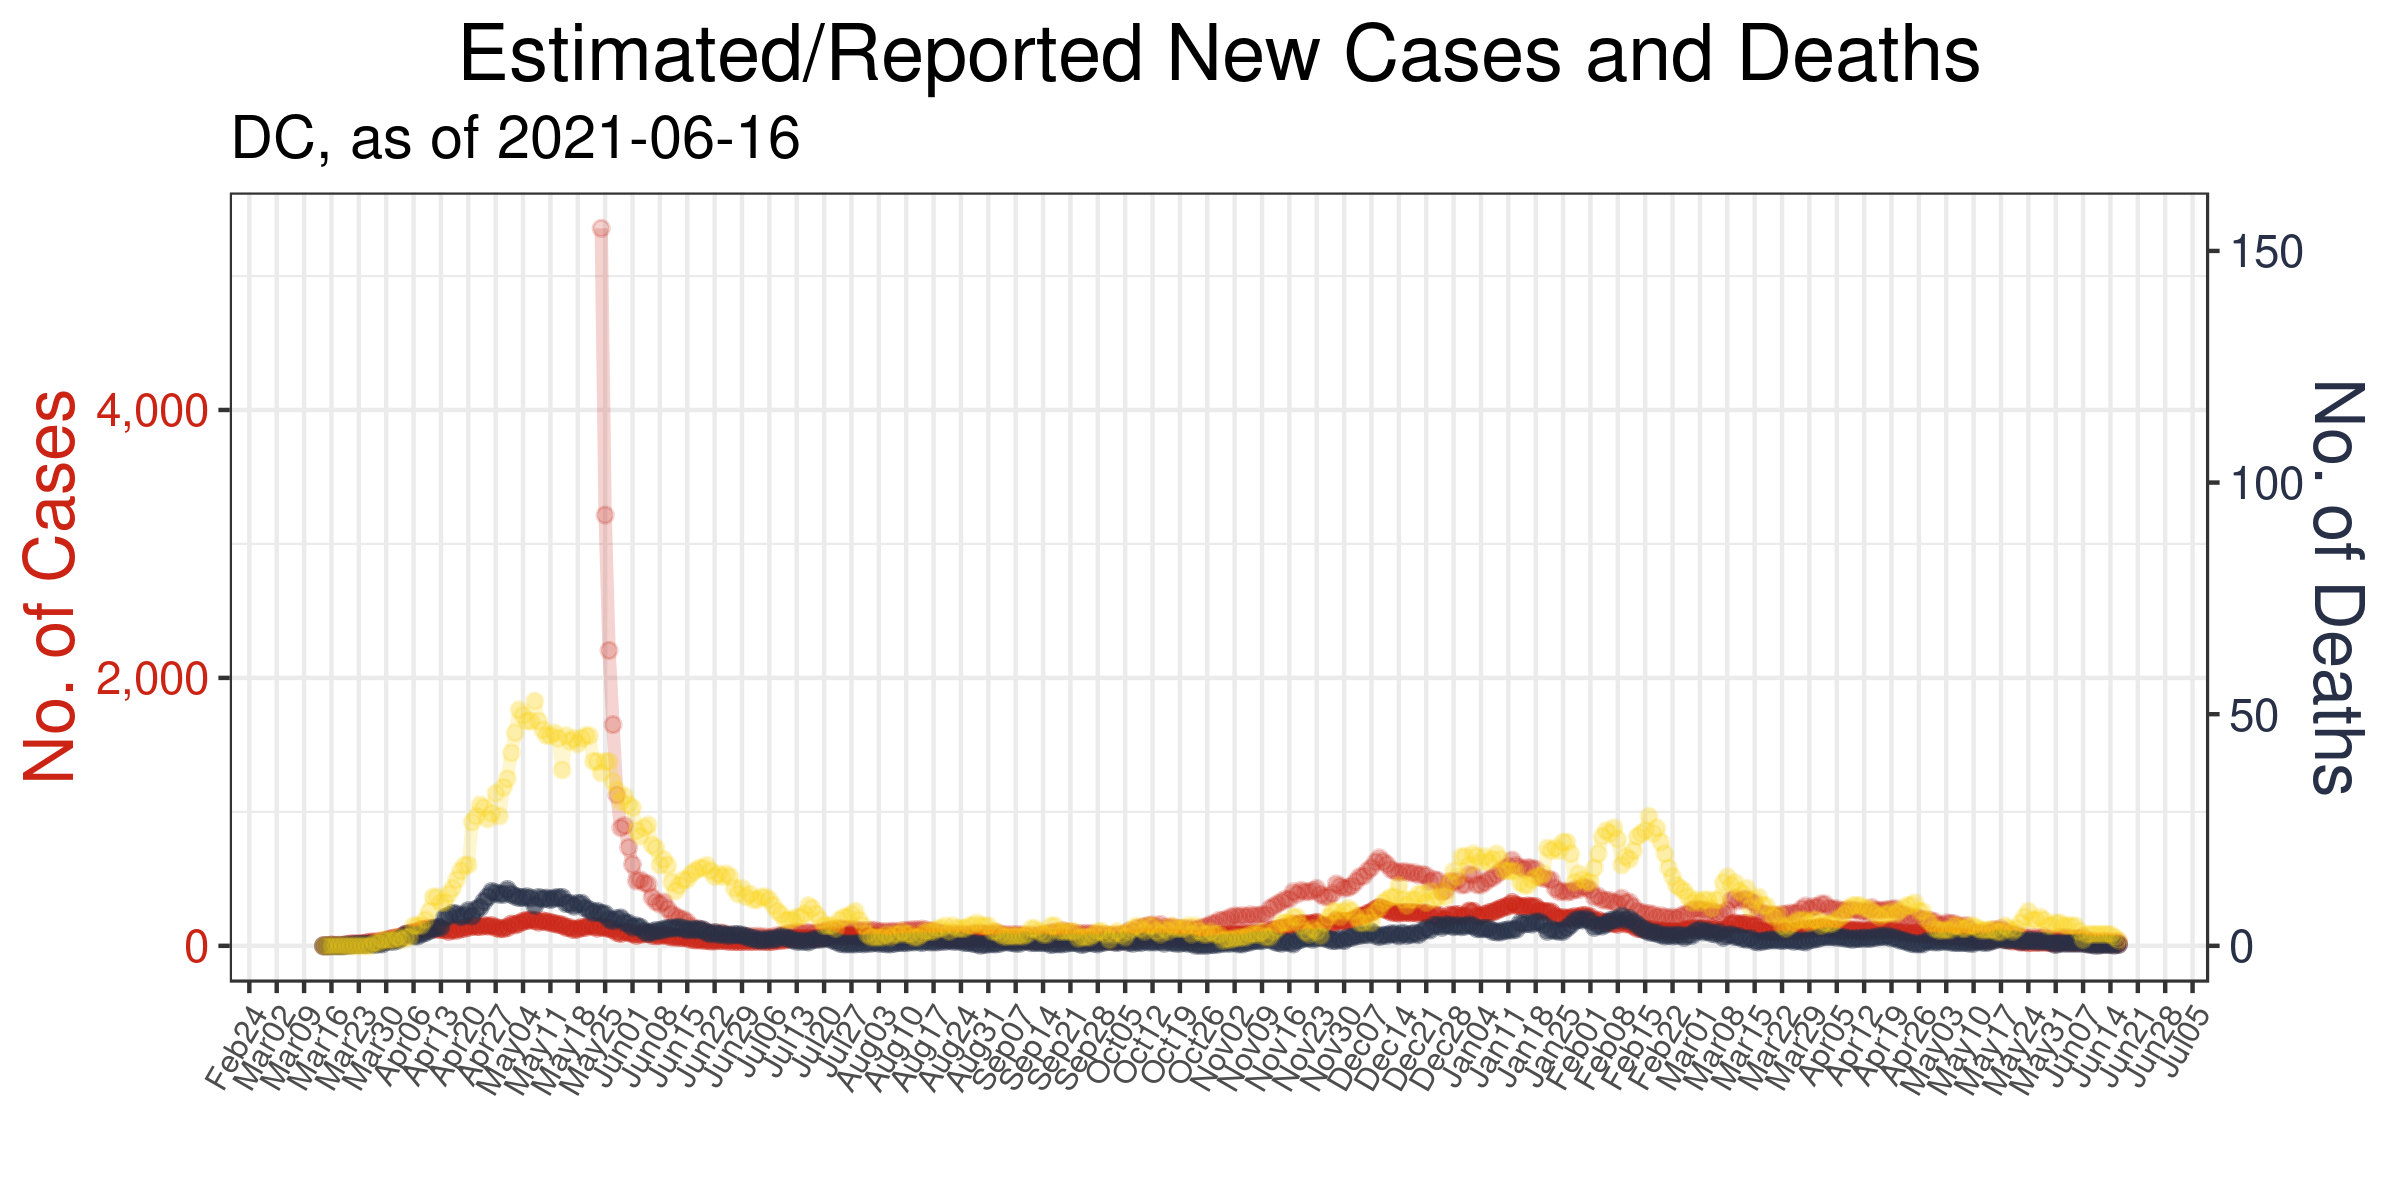 Estimated/Reported New Cases and Deaths
DC, as of 2021-06-16
No. of Cases
4,000
2,000
0
150
100
50
0
No. of Deaths
Feb24
Mar02
Mar09
Mar16
Mar23
Mar30
Apr06
Apr13
Apr20
Apr27
May04
May11
May18
May25
Jun01
Jun08
Jun15
Jun22
Jun29
Jul06
Jul13
Jul20
Jul27
Aug03
Aug10
Aug17
Aug24
Aug31
Sep07
Sep14
Sep21
Sep28
Oct05
Oct12
Oct19
Oct26
Nov02
Nov09
Nov16
Nov23
Nov30
Dec07
Dec14
Dec21
Dec28
Jan04
Jan11
Jan18
Jan25
Feb01
Feb08
Feb15
Feb22
Mar01
Mar08
Mar15
Mar22
Mar29
Apr05
Apr12
Apr19
Apr26
May03
May10
May17
May24
May31
Jun07
Jun14
Jun21
Jun28
Jul05